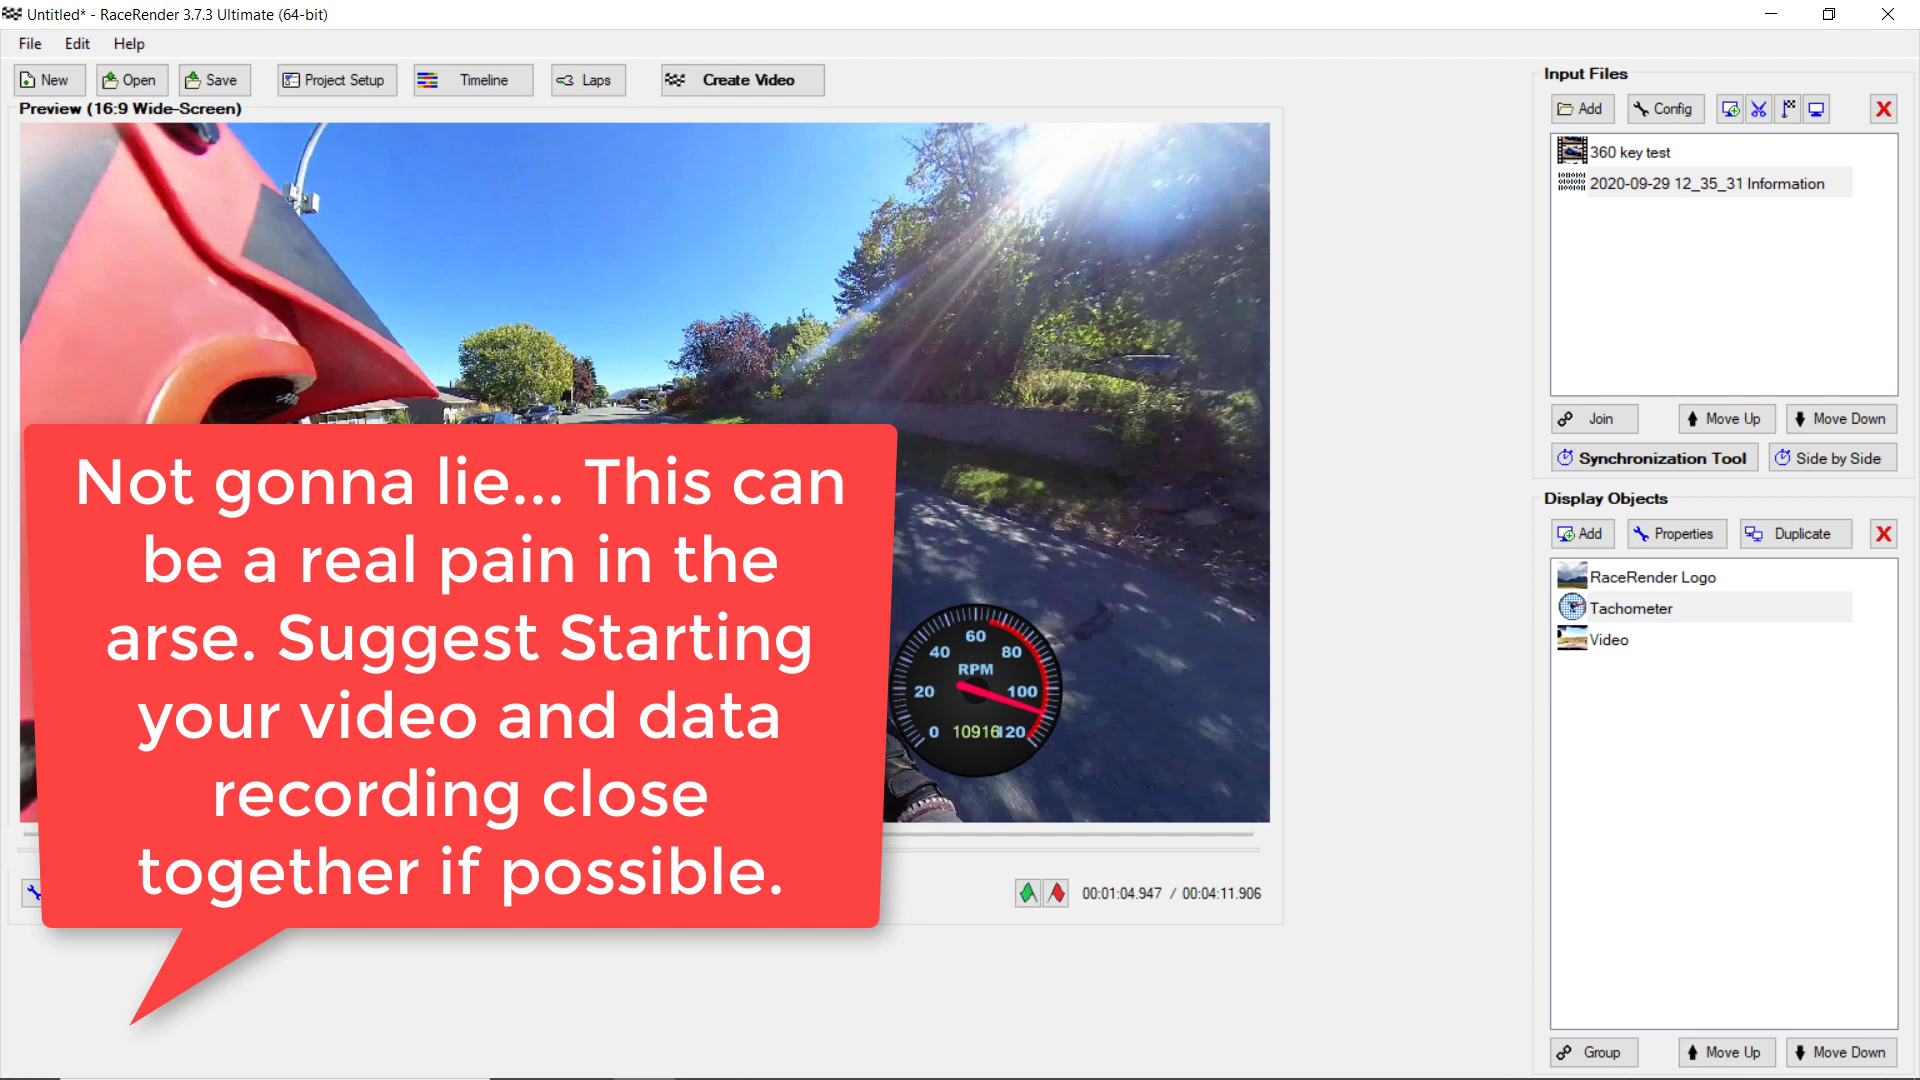 Untitled* - RaceRender 3.7.3 Ultimate (64-bit)
File Edit Help
New Open Save Project Setup Timeline Laps Create Video
Preview (16:9 Wide-Screen)
Not gonna lie... This can
be a real pain in the
arse. Suggest Starting
your video and data
recording close
together if possible.
60
40 80
RPM
20 100
0 10916 120
00:01:04.947 / 00:04:11.906
Input Files
Add Config
360 key test
2020-09-29 12_35_31 Information
Join Move Up Move Down
Synchronization Tool Side by Side
Display Objects
Add Properties Duplicate
RaceRender Logo
Tachometer
Video
Group Move Up Move Down